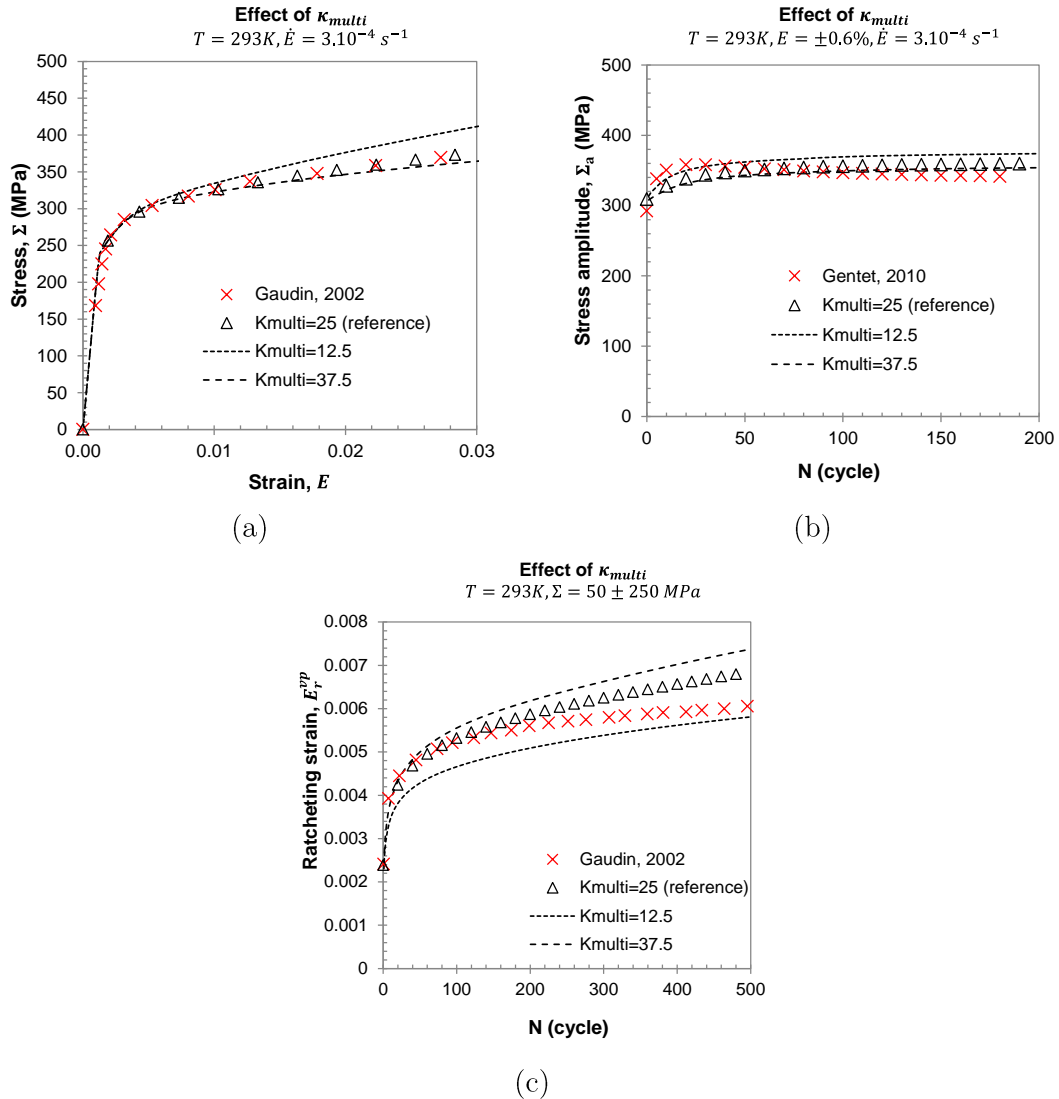 Effect of κmulti
T = 293K, Ė = 3.10⁻⁴ s⁻¹
500
450
400
350
300
250
200
150
100
50
0
Stress, Σ (MPa)
Gaudin, 2002
Kmulti=25 (reference)
Kmulti=12.5
Kmulti=37.5
0.00
0.01
0.02
0.03
Strain, E
(a)
Effect of κmulti
T = 293K, E = ±0.6%, Ė = 3.10⁻⁴ s⁻¹
500
400
300
200
100
0
Stress amplitude, Σa (MPa)
Gentet, 2010
Kmulti=25 (reference)
Kmulti=12.5
Kmulti=37.5
0
50
100
150
200
N (cycle)
(b)
Effect of κmulti
T = 293K, Σ = 50 ± 250 MPa
0.008
0.007
0.006
0.005
0.004
0.003
0.002
0.001
0
Ratcheting strain, Eᵣᵛᵖ
Gaudin, 2002
Kmulti=25 (reference)
Kmulti=12.5
Kmulti=37.5
0
100
200
300
400
500
N (cycle)
(c)